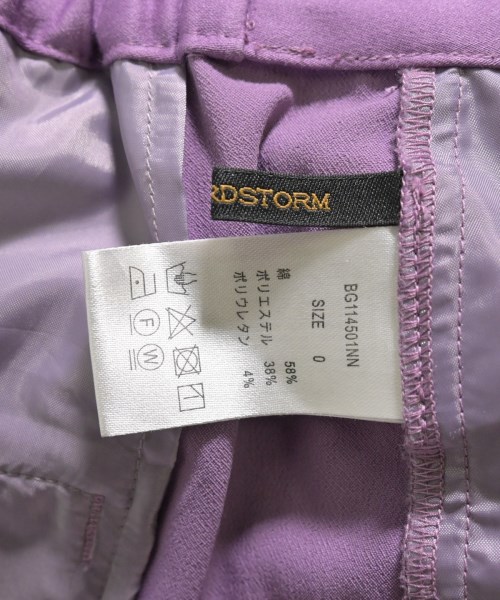 RDSTORM
BG114501NN
SIZE 0
綿 58%
ポリエステル 38%
ポリウレタン 4%
F W